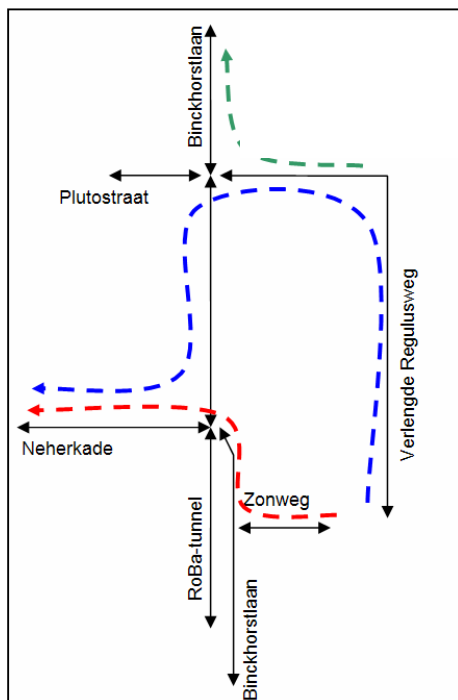 Binckhorstlaan
Plutostraat
Verlengde Regulusweg
Neherkade
Zonweg
RoBa-tunnel
Binckhorstlaan